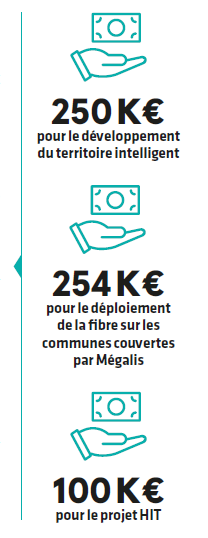 250 K€
pour le développement
du territoire intelligent
254 K€
pour le déploiement
de la fibre sur les
communes couvertes
par Mégalis
100 K€
pour le projet HIT